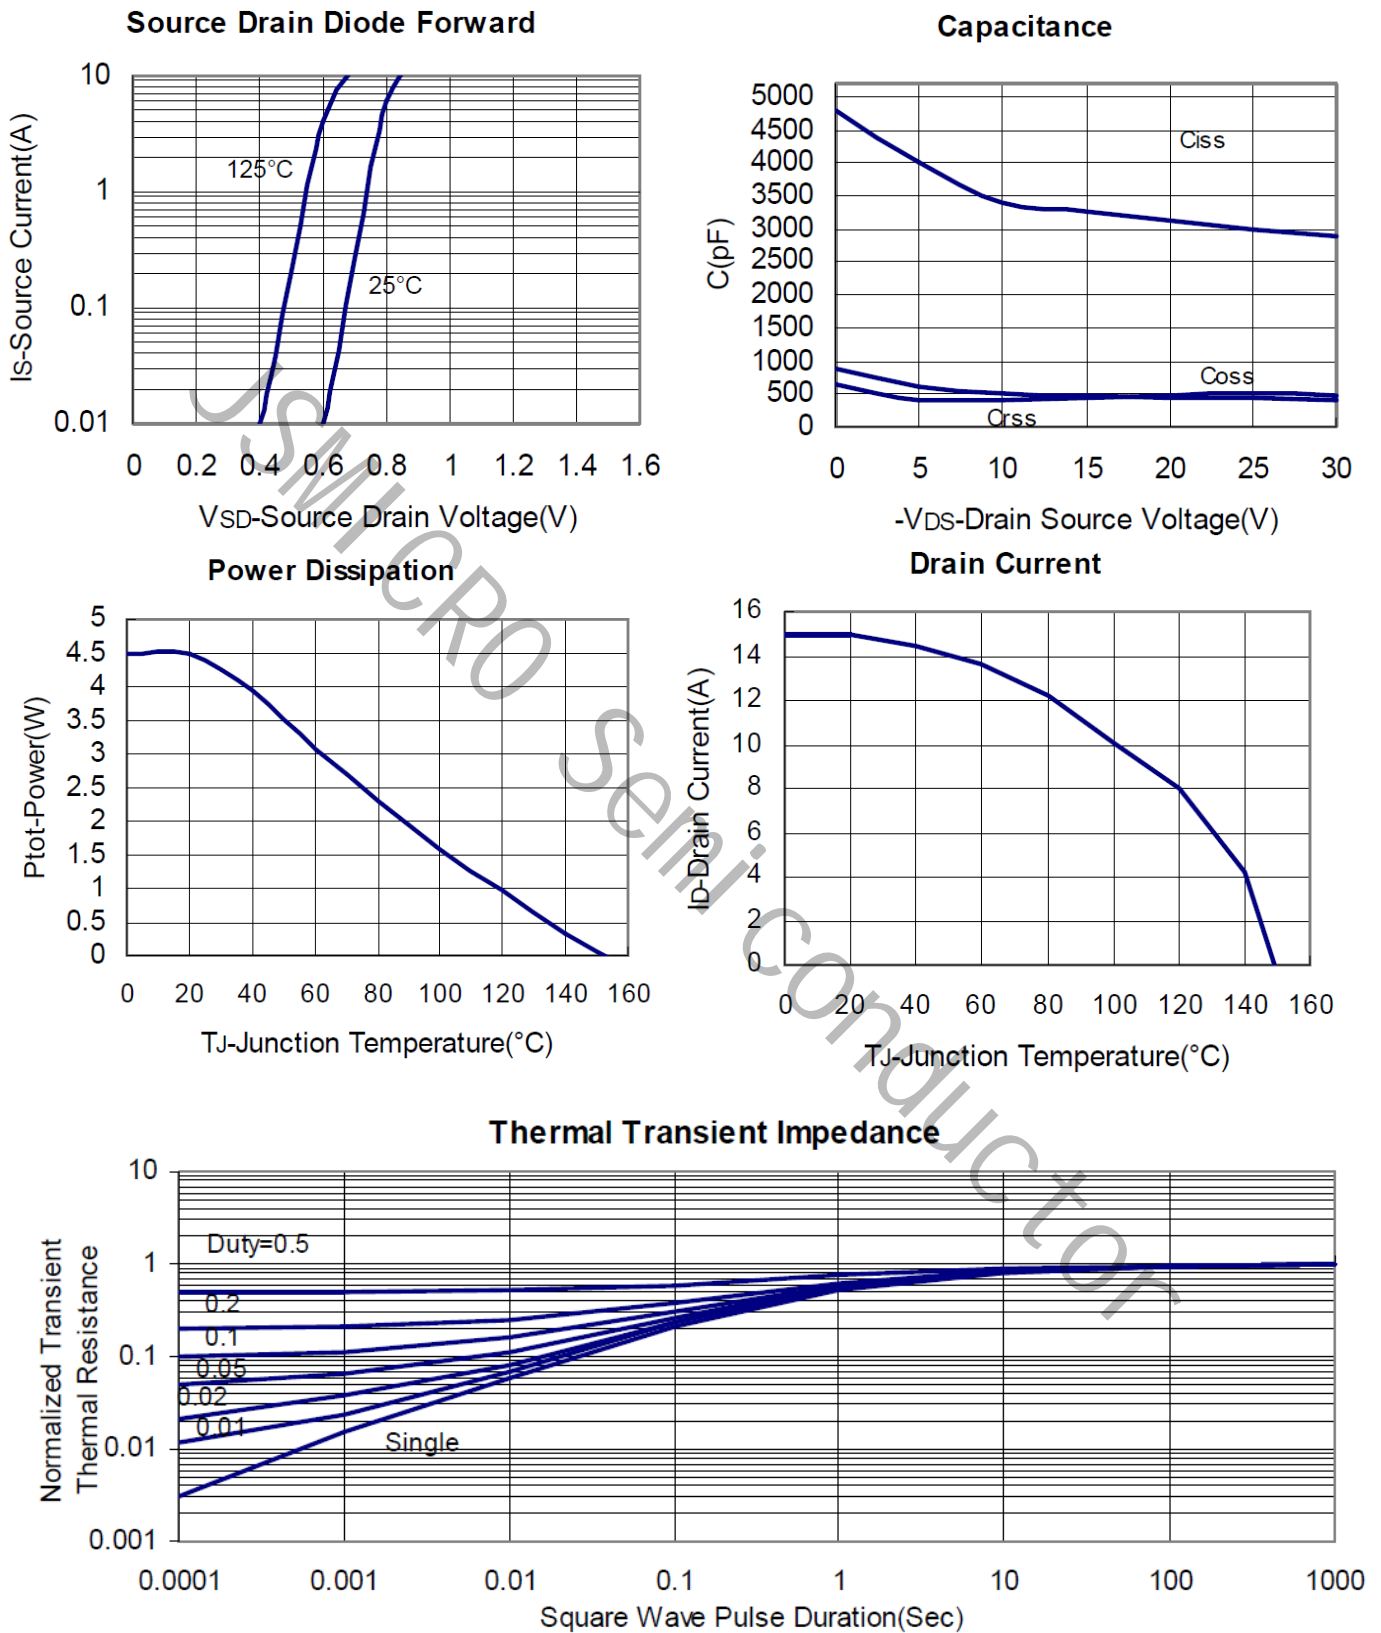 Source Drain Diode Forward
10
1
0.1
0.01
IS-Source Current(A)
125°C
25°C
0 0.2 0.4 0.6 0.8 1 1.2 1.4 1.6
VSD-Source Drain Voltage(V)
Capacitance
5000
4500
4000
3500
3000
2500
2000
1500
1000
500
0
C(pF)
Ciss
Coss
Crss
0 5 10 15 20 25 30
-VDS-Drain Source Voltage(V)
Power Dissipation
5
4.5
4
3.5
3
2.5
2
1.5
1
0.5
0
Ptot-Power(W)
0 20 40 60 80 100 120 140 160
TJ-Junction Temperature(°C)
Drain Current
16
14
12
10
8
6
4
2
0
ID-Drain Current(A)
0 20 40 60 80 100 120 140 160
TJ-Junction Temperature(°C)
Thermal Transient Impedance
10
1
0.1
0.01
0.001
Normalized Transient
Thermal Resistance
Duty=0.5
0.2
0.1
0.05
0.02
0.01
Single
0.0001 0.001 0.01 0.1 1 10 100 1000
Square Wave Pulse Duration(Sec)
JSMICRO Semiconductor